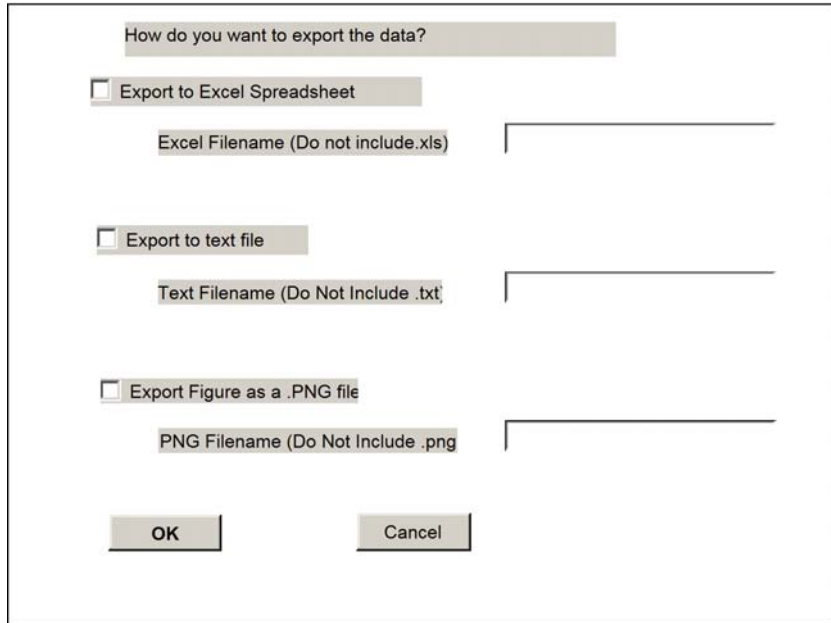 How do you want to export the data?
Export to Excel Spreadsheet
Excel Filename (Do not include.xls)
Export to text file
Text Filename (Do Not Include .txt)
Export Figure as a .PNG file
PNG Filename (Do Not Include .png
OK
Cancel